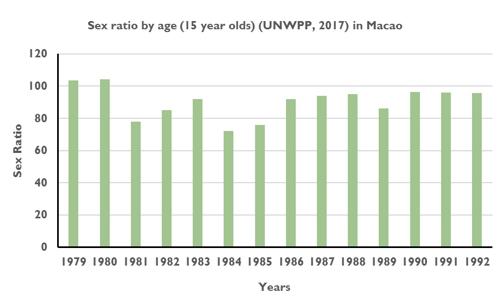 Sex ratio by age (15 year olds) (UNWPP, 2017) in Macao
120
100
80
60
40
20
0
Sex Ratio
1979 1980 1981 1982 1983 1984 1985 1986 1987 1988 1989 1990 1991 1992
Years